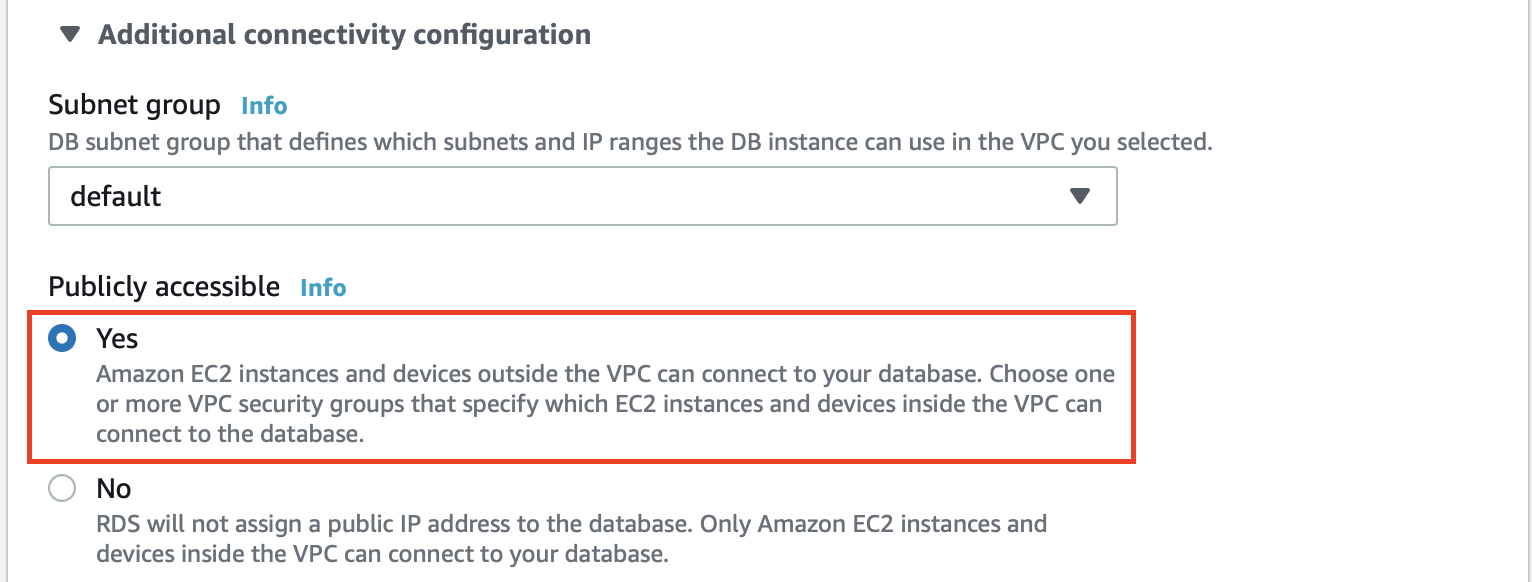 Additional connectivity configuration
Subnet group Info
DB subnet group that defines which subnets and IP ranges the DB instance can use in the VPC you selected.
default
Publicly accessible Info
Yes
Amazon EC2 instances and devices outside the VPC can connect to your database. Choose one
or more VPC security groups that specify which EC2 instances and devices inside the VPC can
connect to the database.
No
RDS will not assign a public IP address to the database. Only Amazon EC2 instances and
devices inside the VPC can connect to your database.